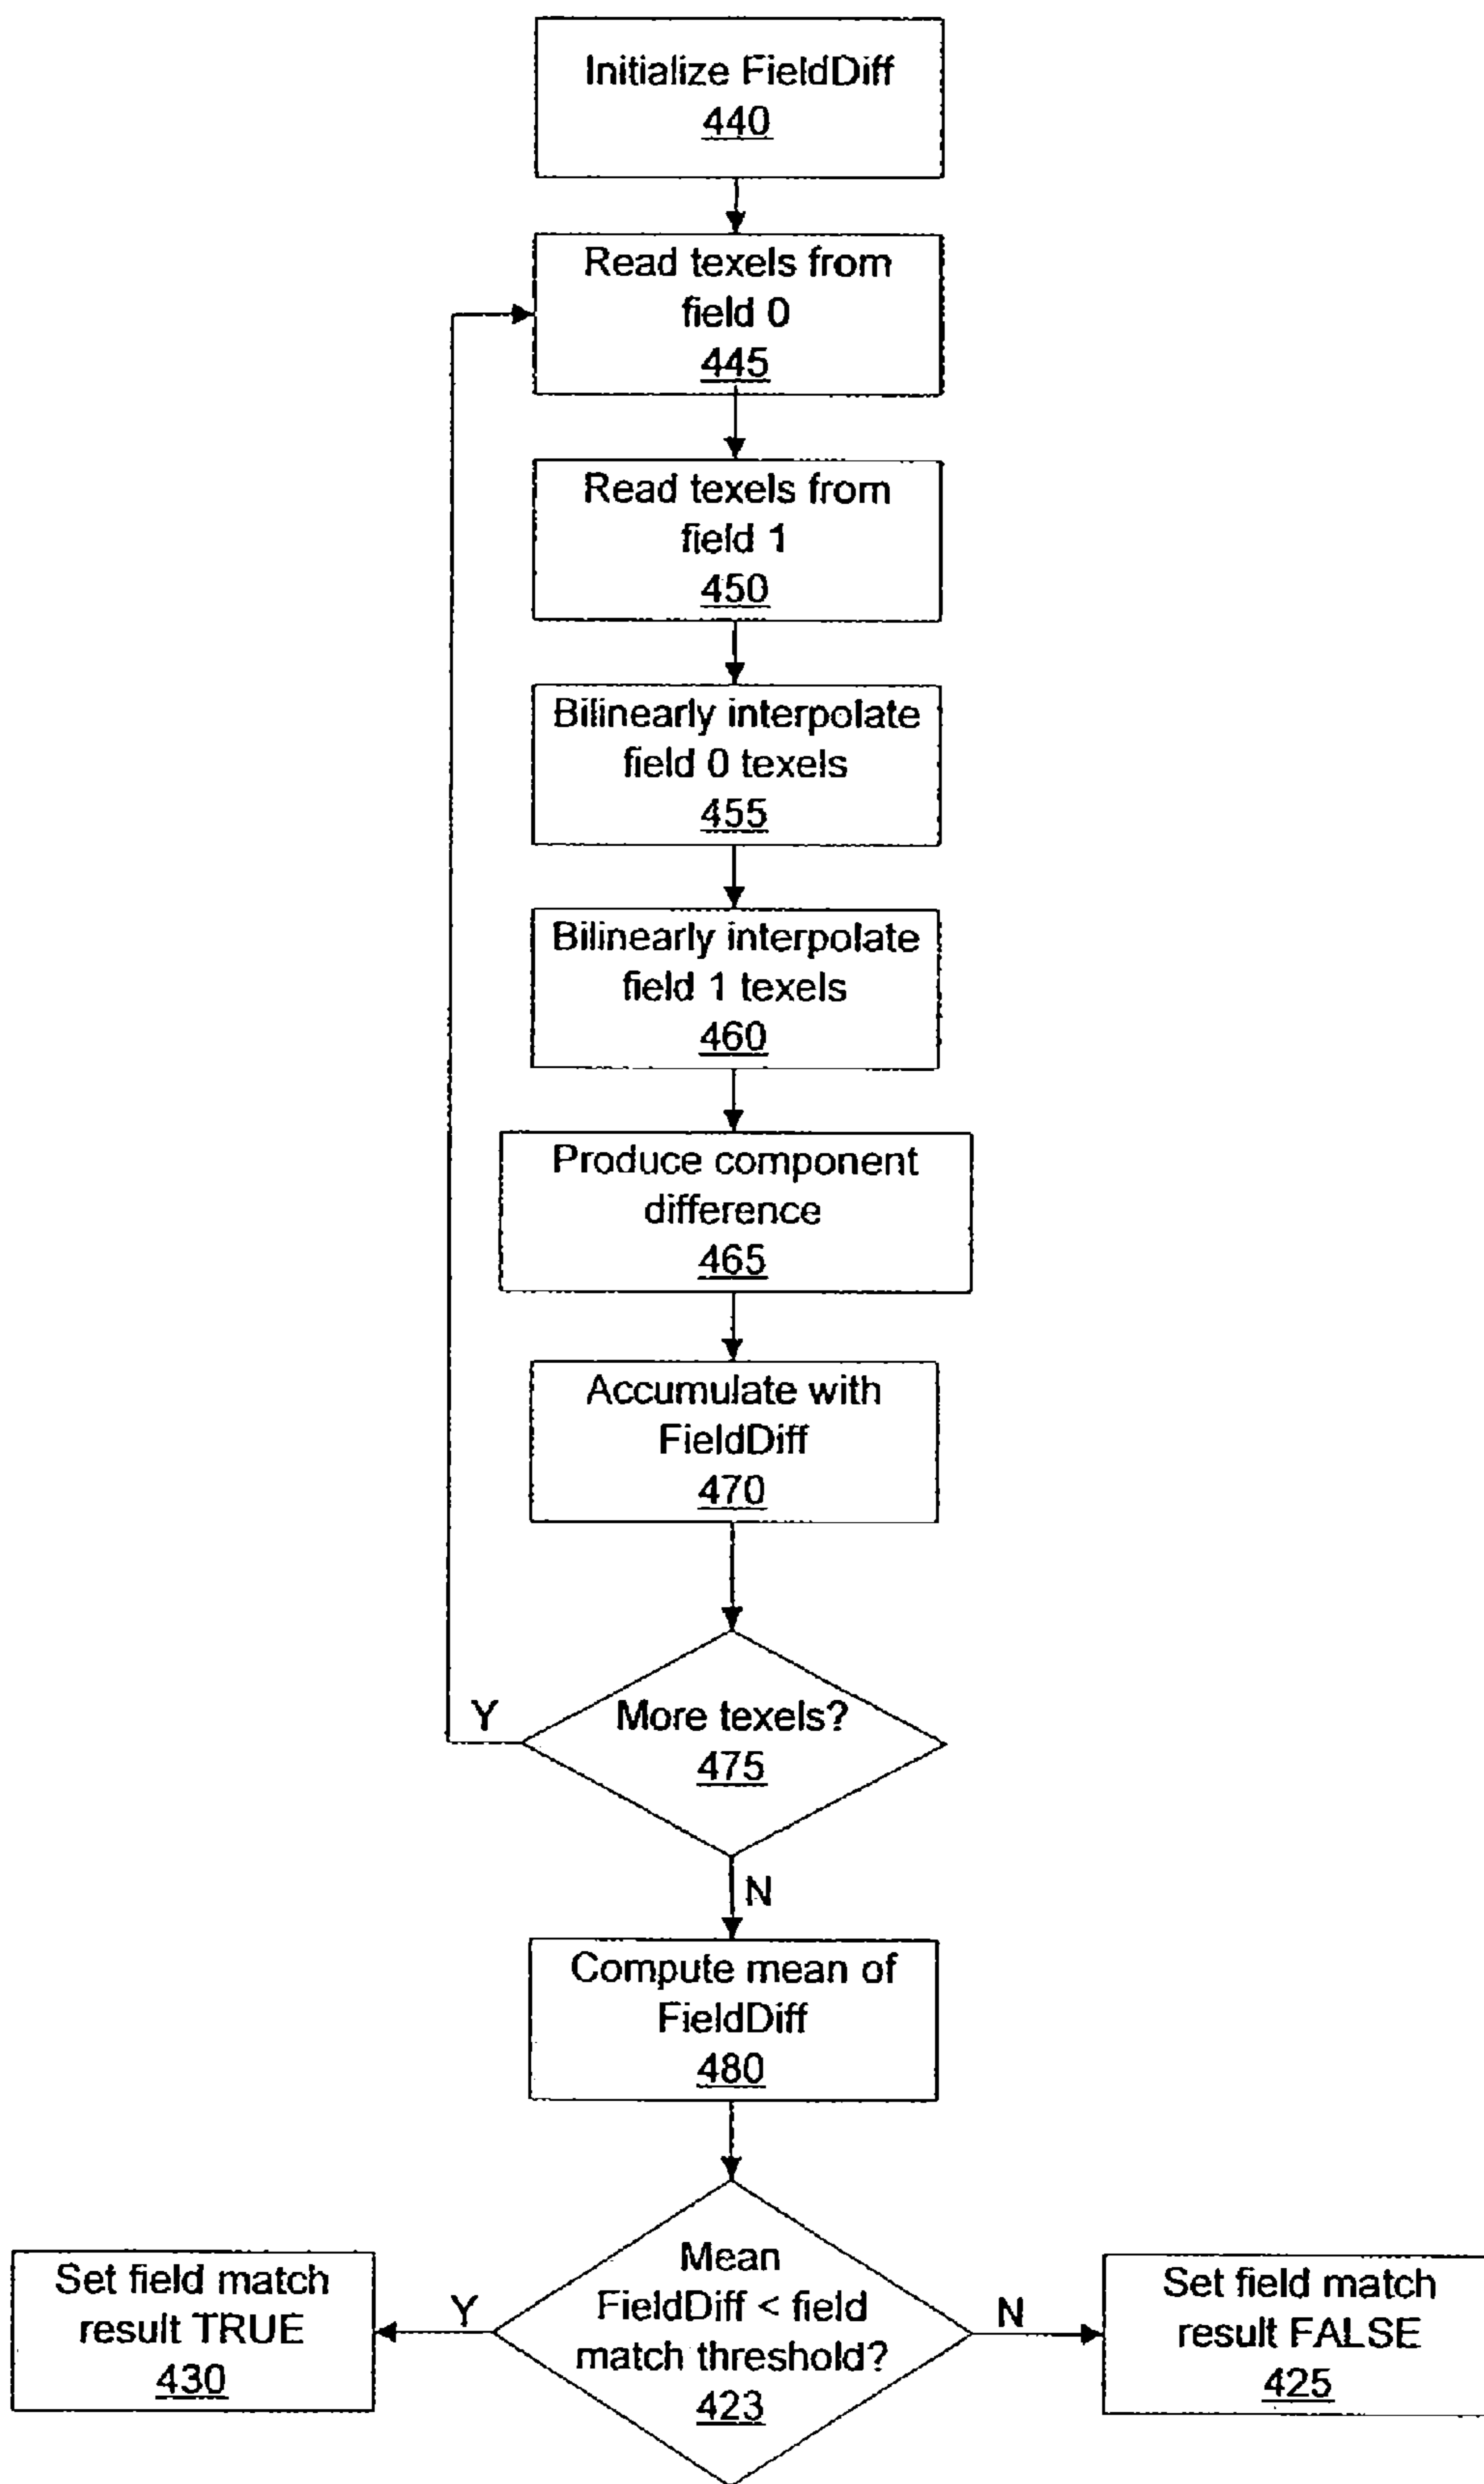 Initialize FieldDiff
440
Read texels from
field 0
445
Read texels from
field 1
450
Bilinearly interpolate
field 0 texels
455
Bilinearly interpolate
field 1 texels
460
Produce component
difference
465
Accumulate with
FieldDiff
470
More texels?
475
Y
N
Compute mean of
FieldDiff
480
Mean
FieldDiff < field
match threshold?
423
Y
N
Set field match
result TRUE
430
Set field match
result FALSE
425